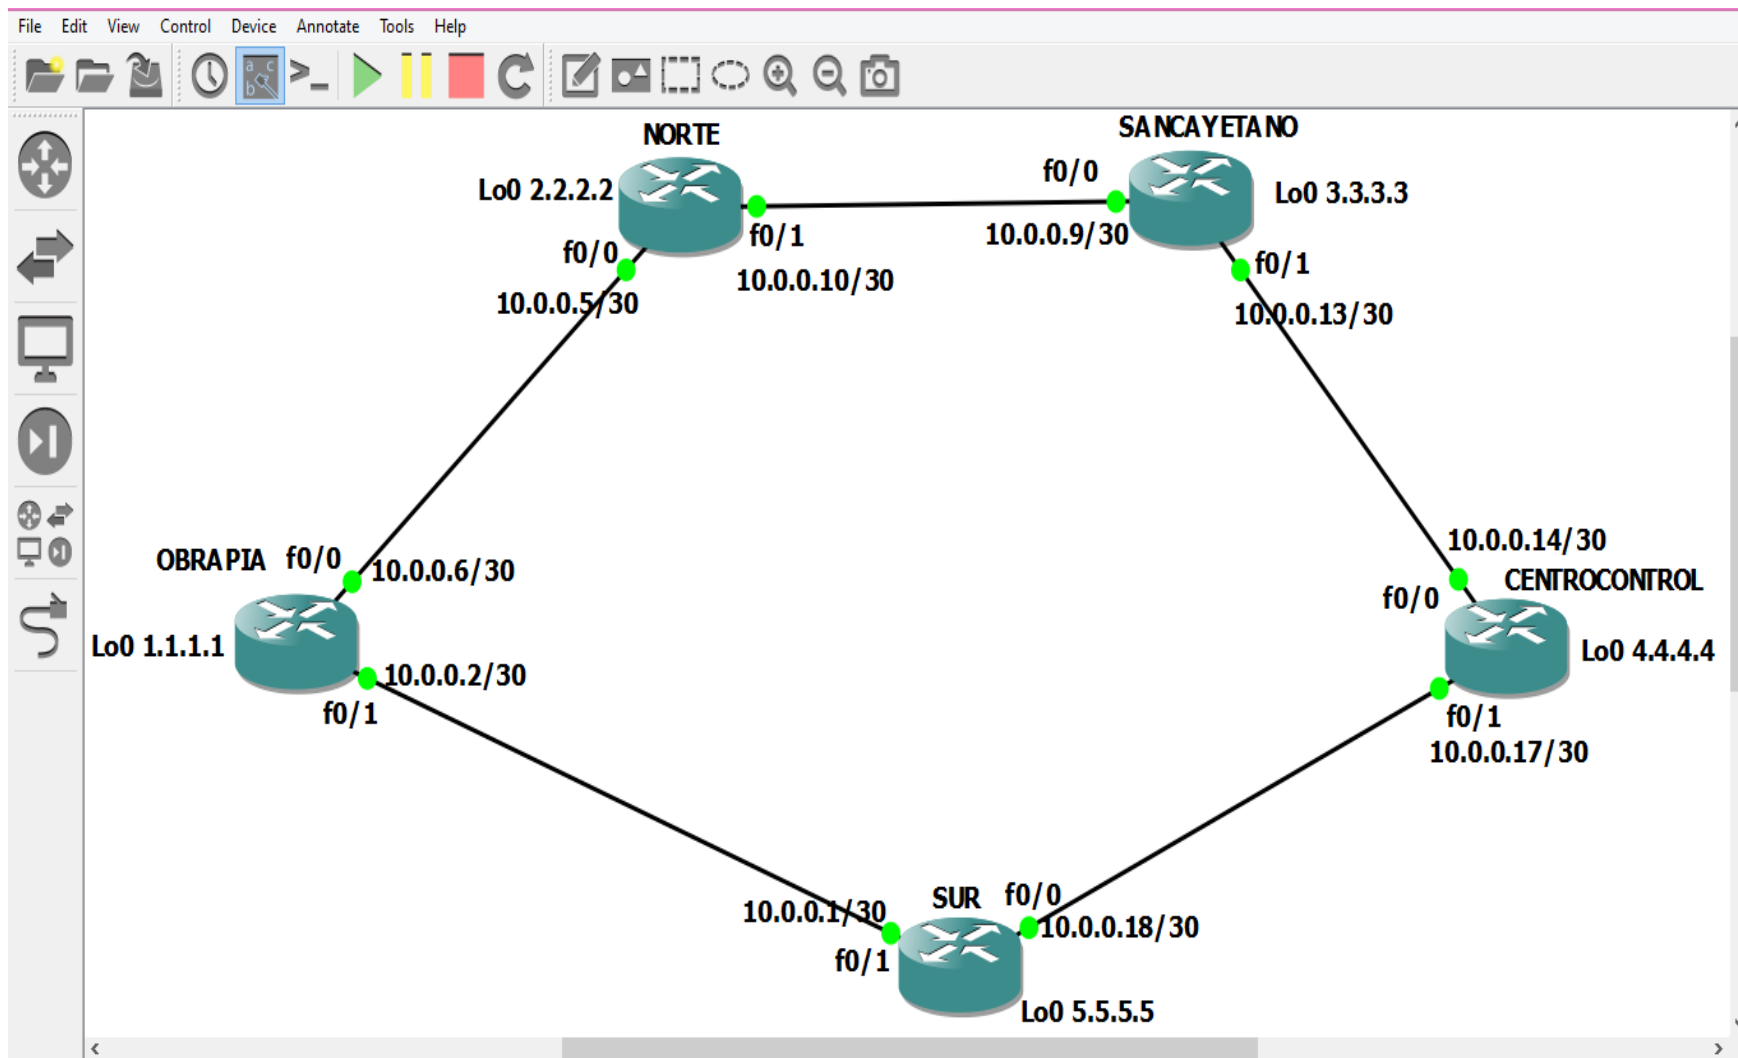 File Edit View Control Device Annotate Tools Help
a c
b
>_
NORTE
SANCAYETANO
f0/0
Lo0 2.2.2.2
Lo0 3.3.3.3
f0/1
10.0.0.9/30
f0/0
f0/1
10.0.0.10/30
10.0.0.5/30
10.0.0.13/30
10.0.0.14/30
OBRAPIA
f0/0
10.0.0.6/30
CENTROCONTROL
f0/0
Lo0 1.1.1.1
Lo0 4.4.4.4
10.0.0.2/30
f0/1
f0/1
10.0.0.17/30
SUR
f0/0
10.0.0.1/30
10.0.0.18/30
f0/1
Lo0 5.5.5.5